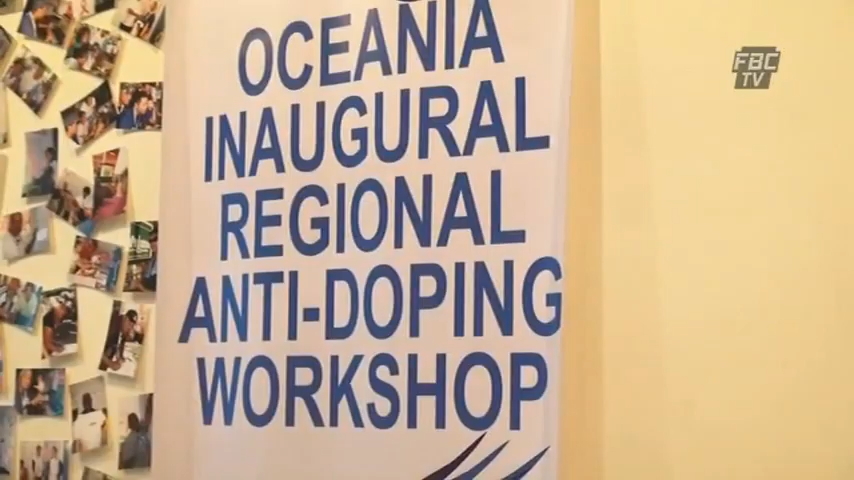 OCEANIA
INAUGURAL
REGIONAL
ANTI-DOPING
WORKSHOP
FBC
TV